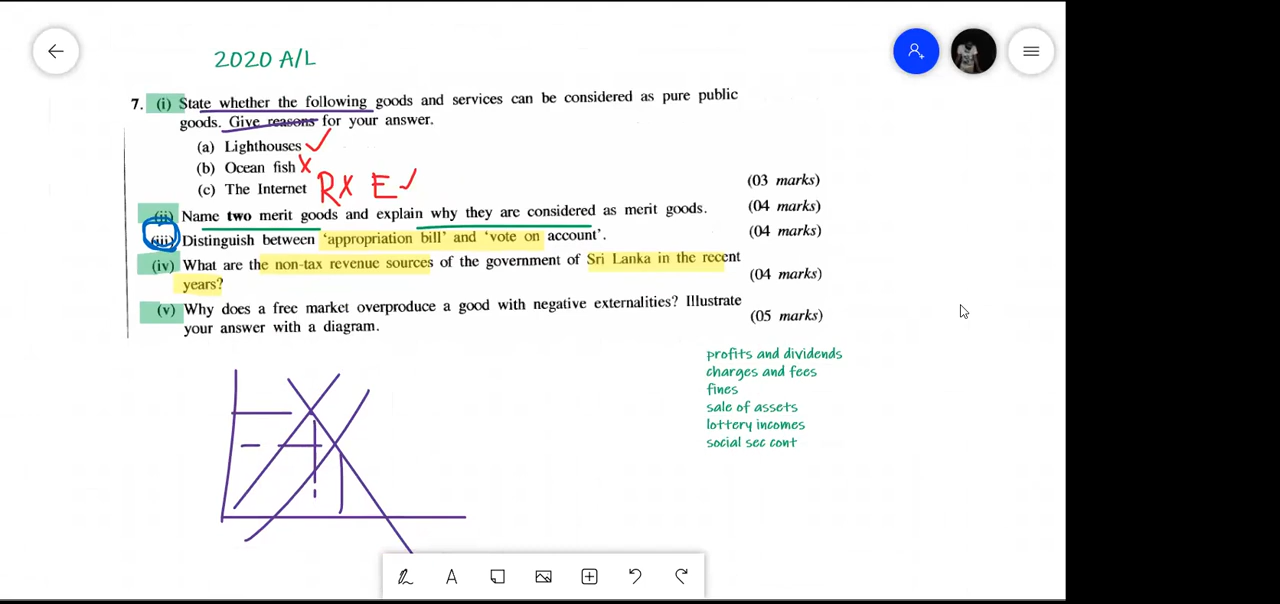 2020 A/L
7. (i) State whether the following goods and services can be considered as pure public
goods. Give reasons for your answer.
(a) Lighthouses
(b) Ocean fish
(c) The Internet RX E
(03 marks)
(ii) Name two merit goods and explain why they are considered as merit goods. (04 marks)
(iii) Distinguish between 'appropriation bill' and 'vote on account'. (04 marks)
(iv) What are the non-tax revenue sources of the government of Sri Lanka in the recent
years? (04 marks)
(v) Why does a free market overproduce a good with negative externalities? Illustrate
your answer with a diagram. (05 marks)
profits and dividends
charges and fees
fines
sale of assets
lottery incomes
social sec cont
A